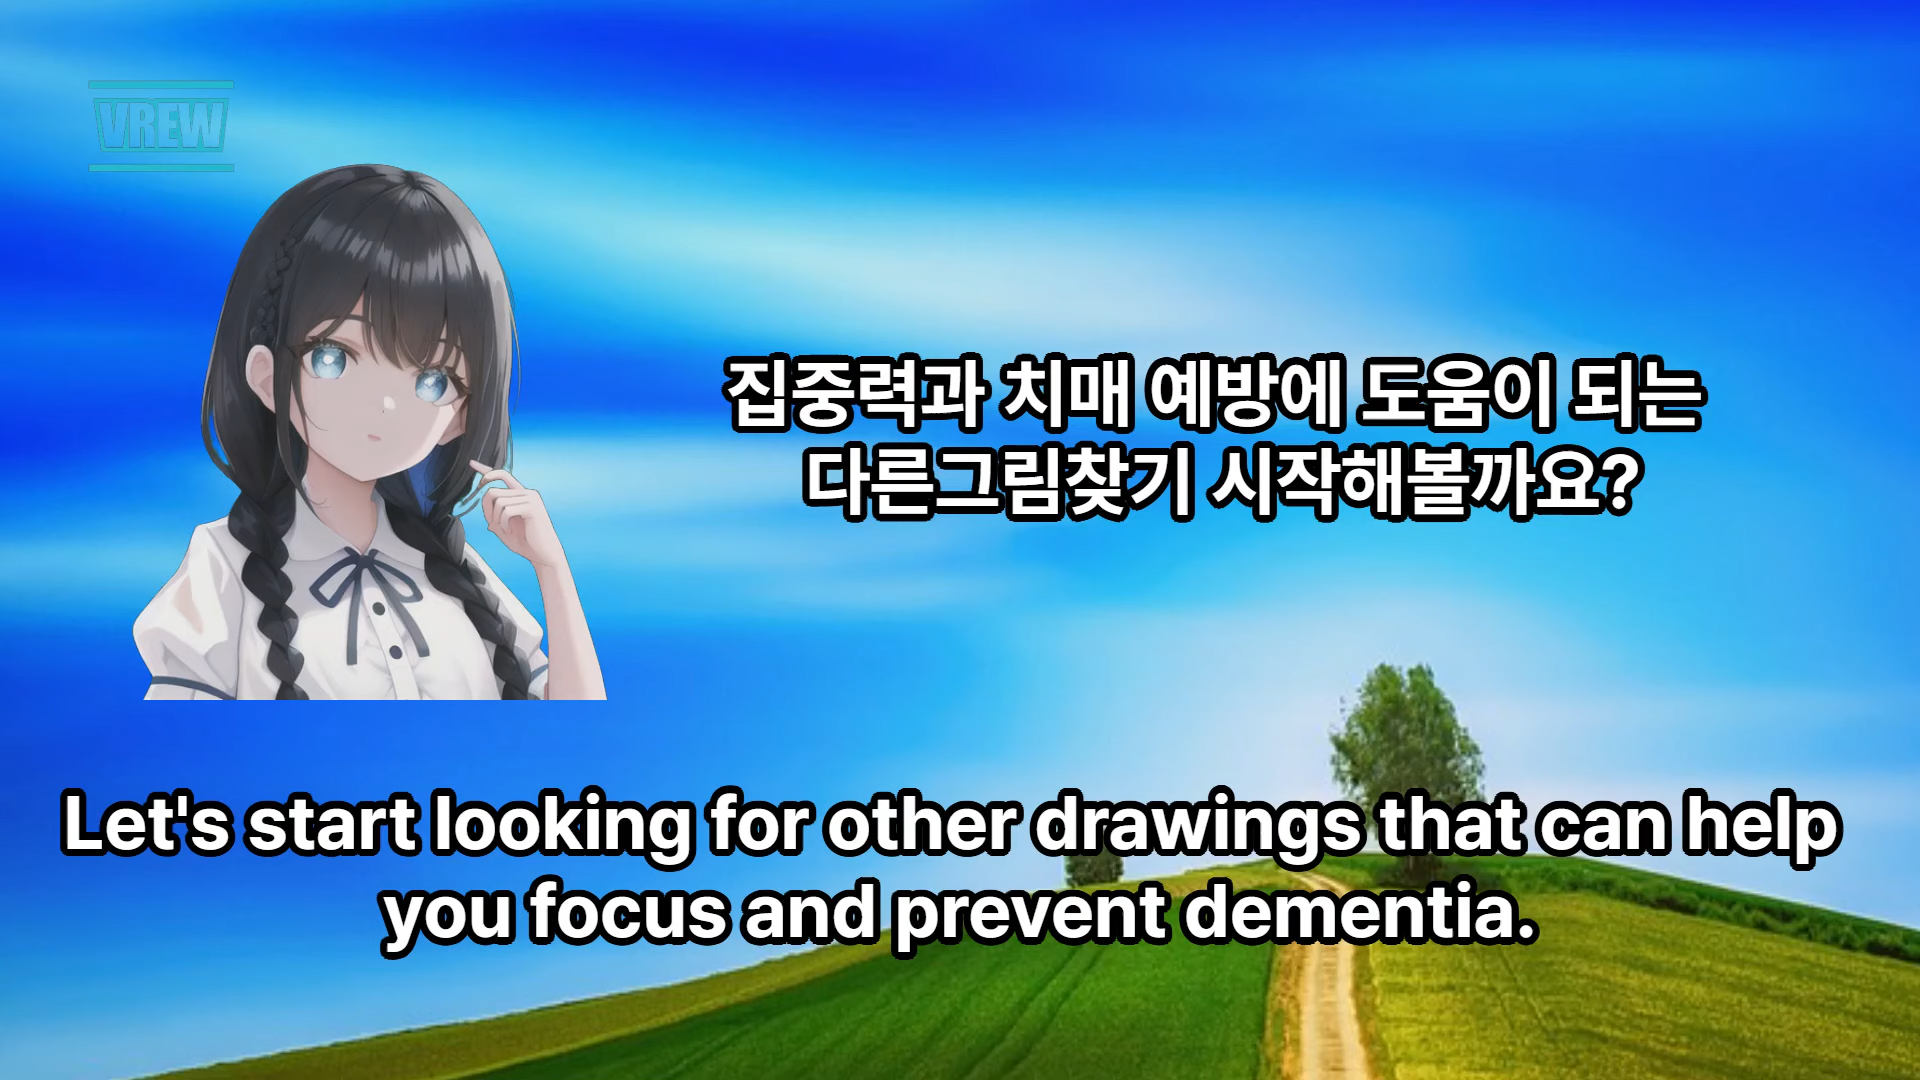 VREW
집중력과 치매 예방에 도움이 되는
다른그림찾기 시작해볼까요?
Let's start looking for other drawings that can help
you focus and prevent dementia.